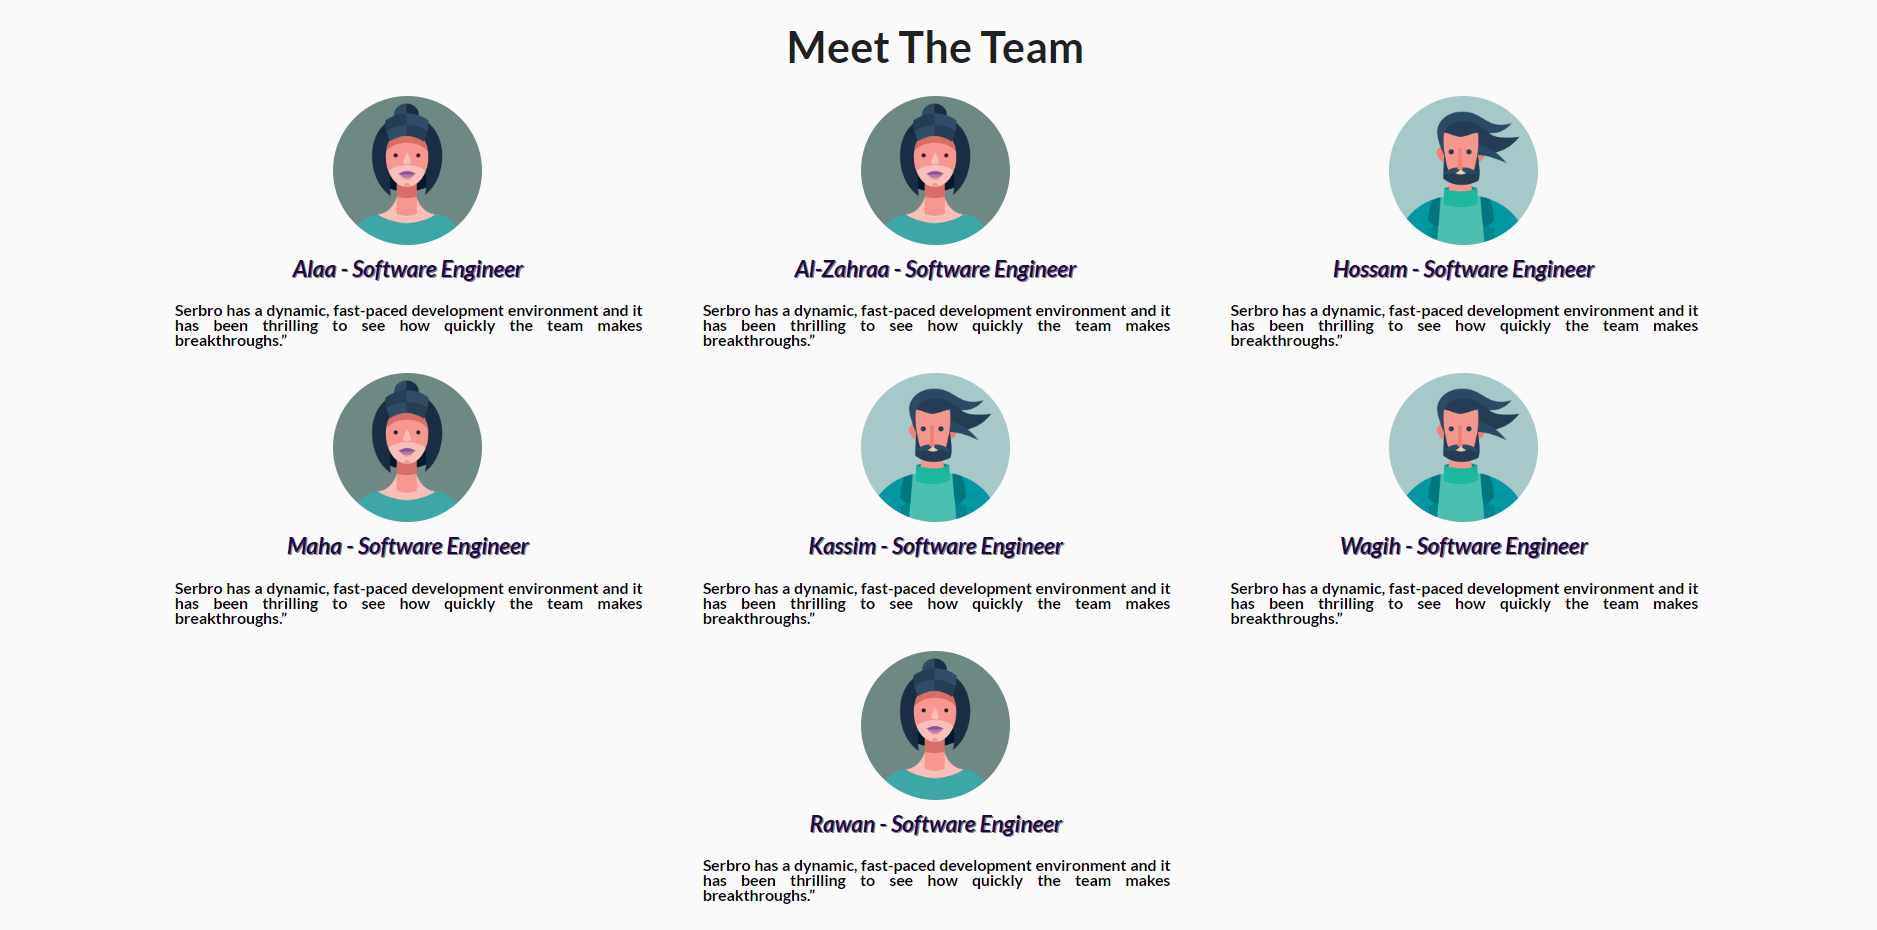 Meet The Team
Alaa - Software Engineer
Serbro has a dynamic, fast-paced development environment and it
has been thrilling to see how quickly the team makes
breakthroughs.”
Al-Zahraa - Software Engineer
Serbro has a dynamic, fast-paced development environment and it
has been thrilling to see how quickly the team makes
breakthroughs.”
Hossam - Software Engineer
Serbro has a dynamic, fast-paced development environment and it
has been thrilling to see how quickly the team makes
breakthroughs.”
Maha - Software Engineer
Serbro has a dynamic, fast-paced development environment and it
has been thrilling to see how quickly the team makes
breakthroughs.”
Kassim - Software Engineer
Serbro has a dynamic, fast-paced development environment and it
has been thrilling to see how quickly the team makes
breakthroughs.”
Wagih - Software Engineer
Serbro has a dynamic, fast-paced development environment and it
has been thrilling to see how quickly the team makes
breakthroughs.”
Rawan - Software Engineer
Serbro has a dynamic, fast-paced development environment and it
has been thrilling to see how quickly the team makes
breakthroughs.”